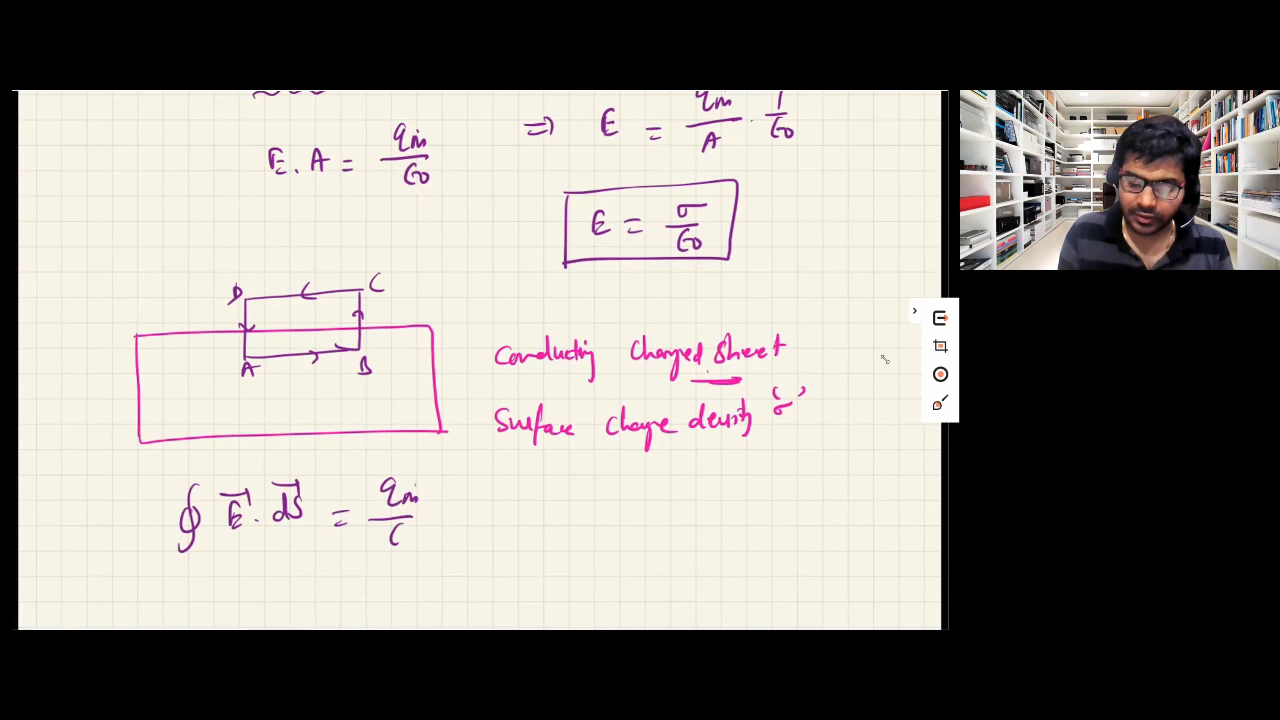 E . A = qin/ϵ0
⇒ E = qin/A . 1/ϵ0
E = σ/ϵ0
D C
A B
Conducting Charged Sheet
Surface charge density 'σ'
∮ E⃗ . dS⃗ = qin/ϵ